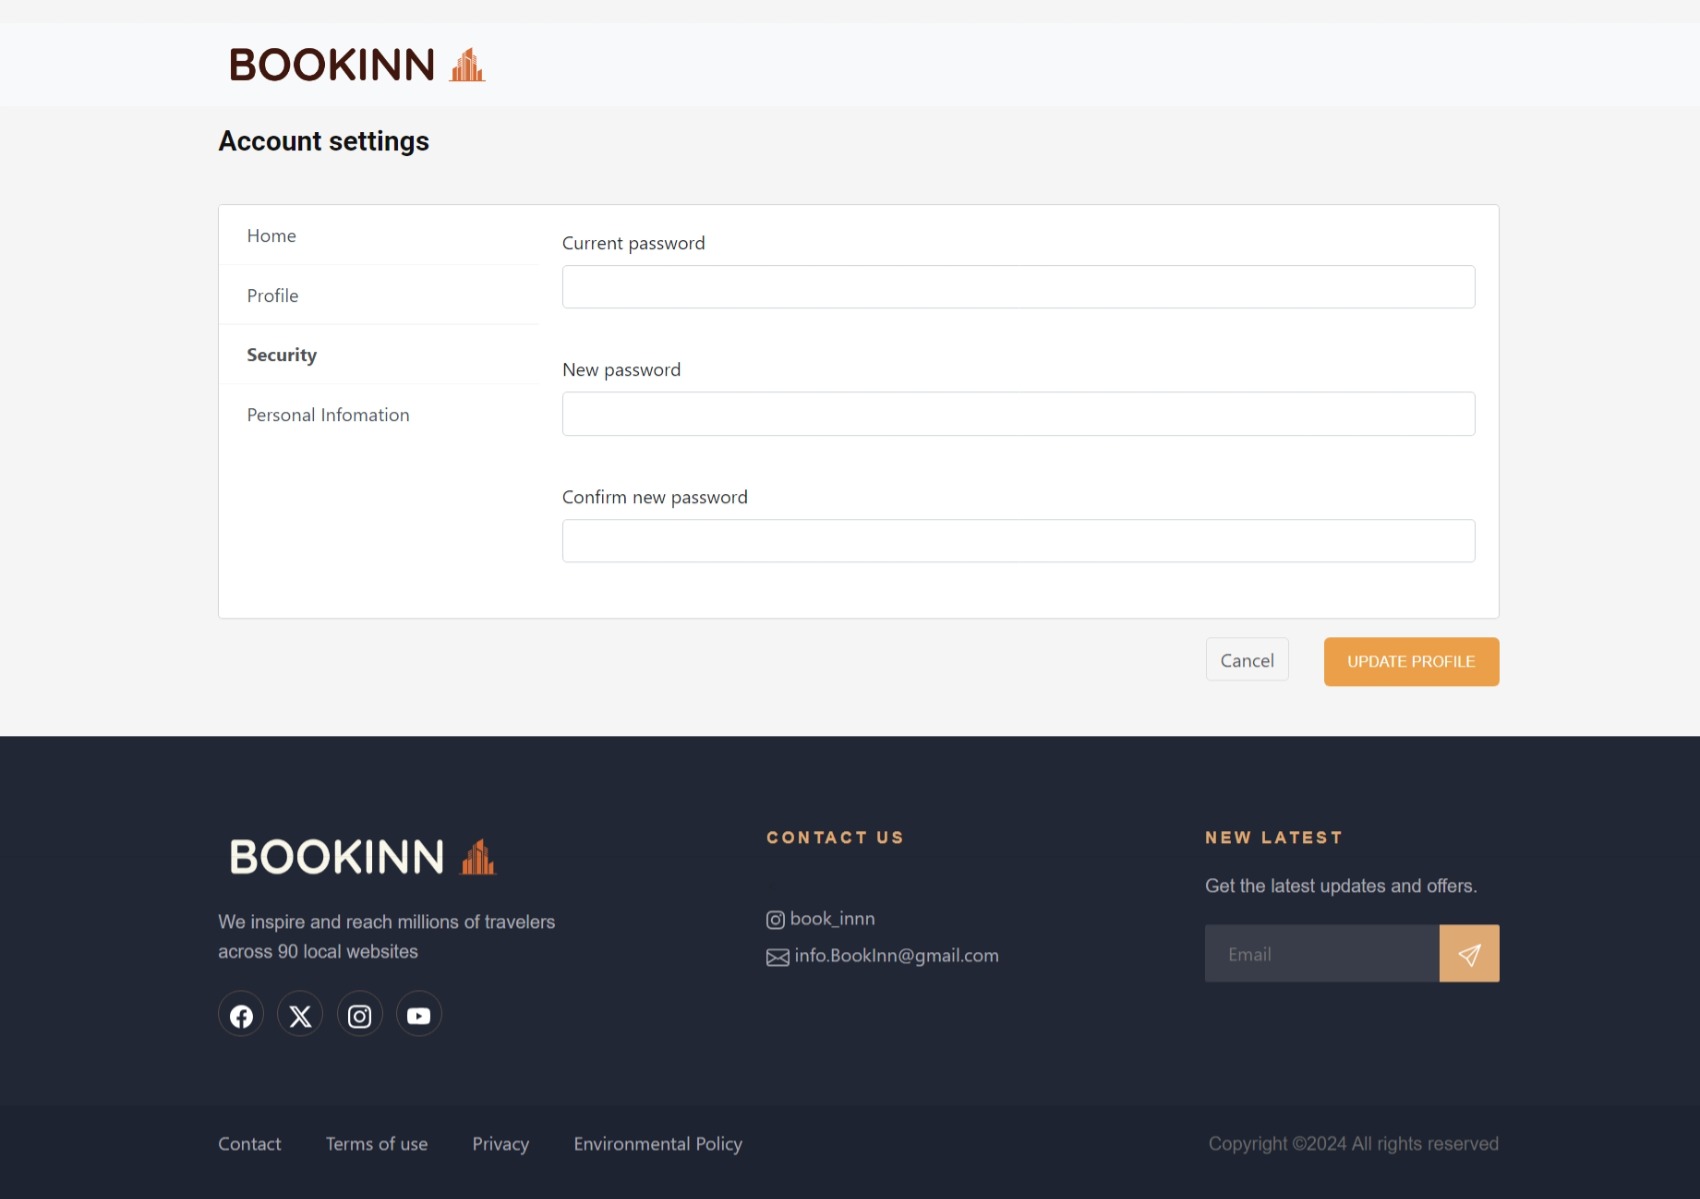 BOOKINN
Account settings
Home
Profile
Security
Personal Infomation
Current password
New password
Confirm new password
Cancel
UPDATE PROFILE
BOOKINN
We inspire and reach millions of travelers
across 90 local websites
CONTACT US
book_innn
info.BookInn@gmail.com
NEW LATEST
Get the latest updates and offers.
Email
Contact
Terms of use
Privacy
Environmental Policy
Copyright ©2024 All rights reserved